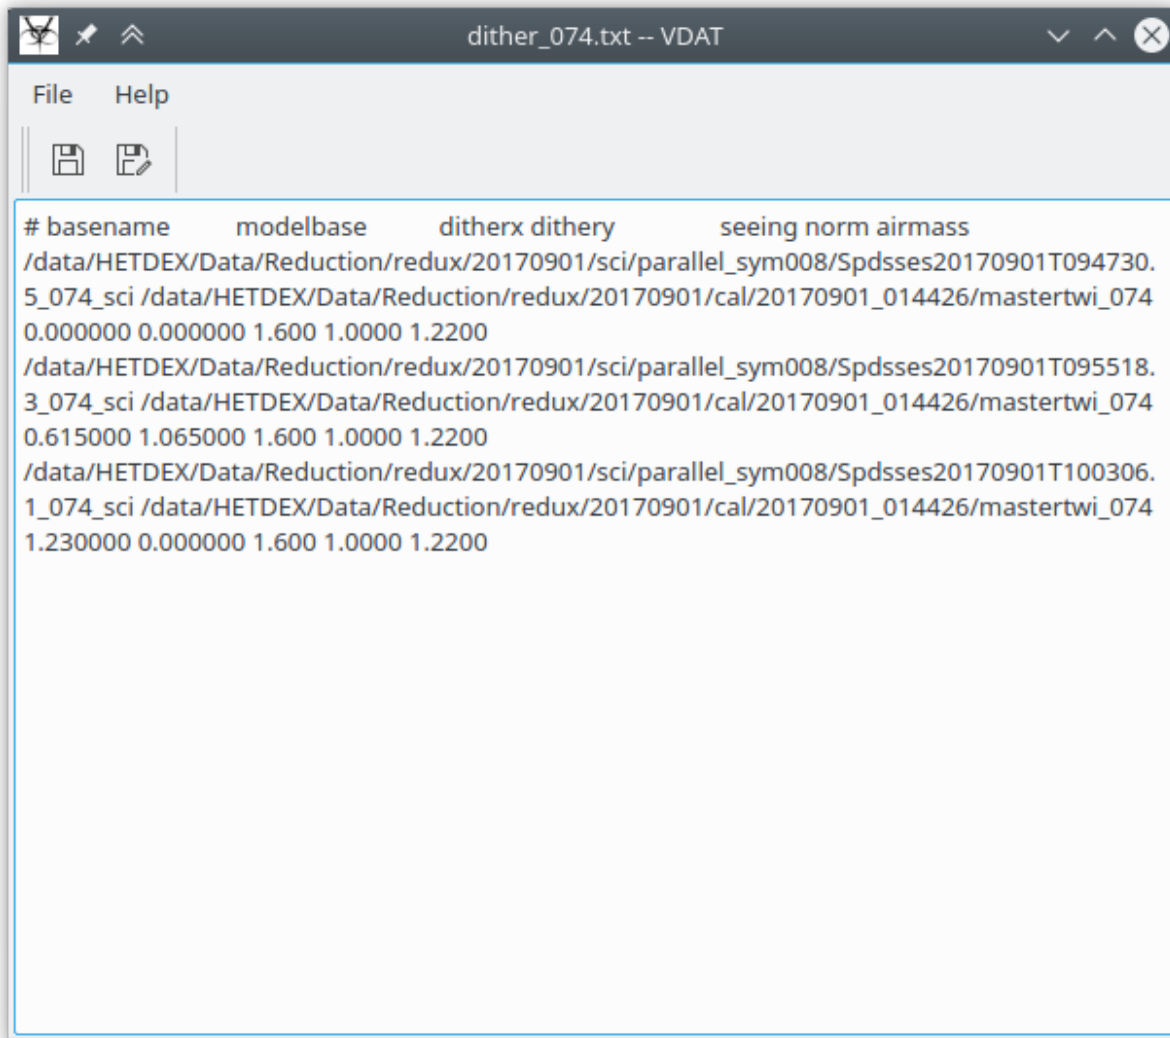 dither_074.txt -- VDAT
File Help
# basename modelbase ditherx dithery seeing norm airmass
/data/HETDEX/Data/Reduction/redux/20170901/sci/parallel_sym008/Spdsses20170901T094730.
5_074_sci /data/HETDEX/Data/Reduction/redux/20170901/cal/20170901_014426/mastertwi_074
0.000000 0.000000 1.600 1.0000 1.2200
/data/HETDEX/Data/Reduction/redux/20170901/sci/parallel_sym008/Spdsses20170901T095518.
3_074_sci /data/HETDEX/Data/Reduction/redux/20170901/cal/20170901_014426/mastertwi_074
0.615000 1.065000 1.600 1.0000 1.2200
/data/HETDEX/Data/Reduction/redux/20170901/sci/parallel_sym008/Spdsses20170901T100306.
1_074_sci /data/HETDEX/Data/Reduction/redux/20170901/cal/20170901_014426/mastertwi_074
1.230000 0.000000 1.600 1.0000 1.2200